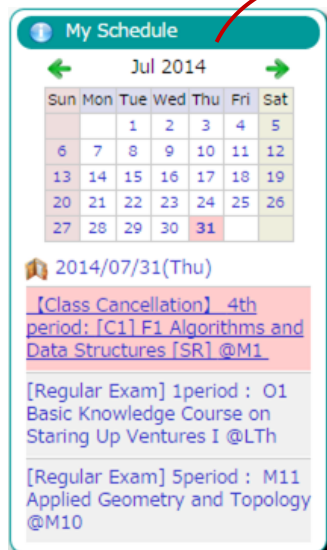 My Schedule
Jul 2014
Sun Mon Tue Wed Thu Fri Sat
1 2 3 4 5
6 7 8 9 10 11 12
13 14 15 16 17 18 19
20 21 22 23 24 25 26
27 28 29 30 31
2014/07/31(Thu)
【Class Cancellation】 4th
period: [C1] F1 Algorithms and
Data Structures [SR] @M1
[Regular Exam] 1period : O1
Basic Knowledge Course on
Staring Up Ventures I @LTh
[Regular Exam] 5period : M11
Applied Geometry and Topology
@M10